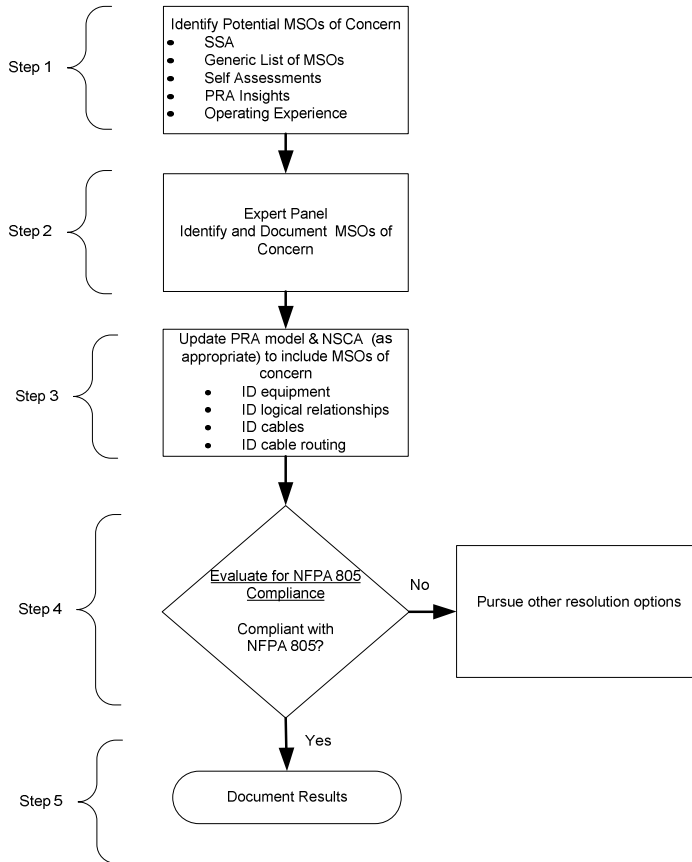 Step 1
Identify Potential MSOs of Concern
• SSA
• Generic List of MSOs
• Self Assessments
• PRA Insights
• Operating Experience
Step 2
Expert Panel
Identify and Document MSOs of
Concern
Step 3
Update PRA model & NSCA (as
appropriate) to include MSOs of
concern
• ID equipment
• ID logical relationships
• ID cables
• ID cable routing
Step 4
Evaluate for NFPA 805
Compliance
Compliant with
NFPA 805?
No
Pursue other resolution options
Yes
Step 5
Document Results